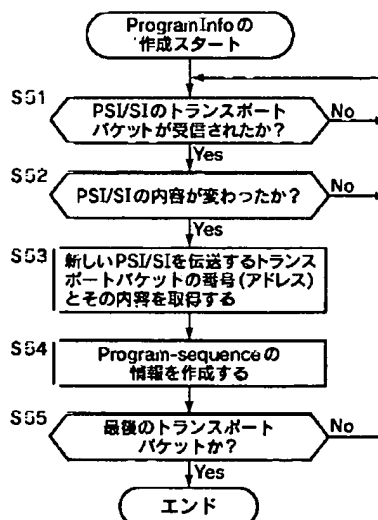 ProgramInfoの
作成スタート
S51
PSI/SIのトランスポート
パケットが受信されたか？
No
Yes
S52
PSI/SIの内容が変わったか？
No
Yes
S53
新しいPSI/SIを伝送するトランス
ポートパケットの番号(アドレス)
とその内容を取得する
S54
Program-sequenceの
情報を作成する
S55
最後のトランスポート
パケットか？
No
Yes
エンド